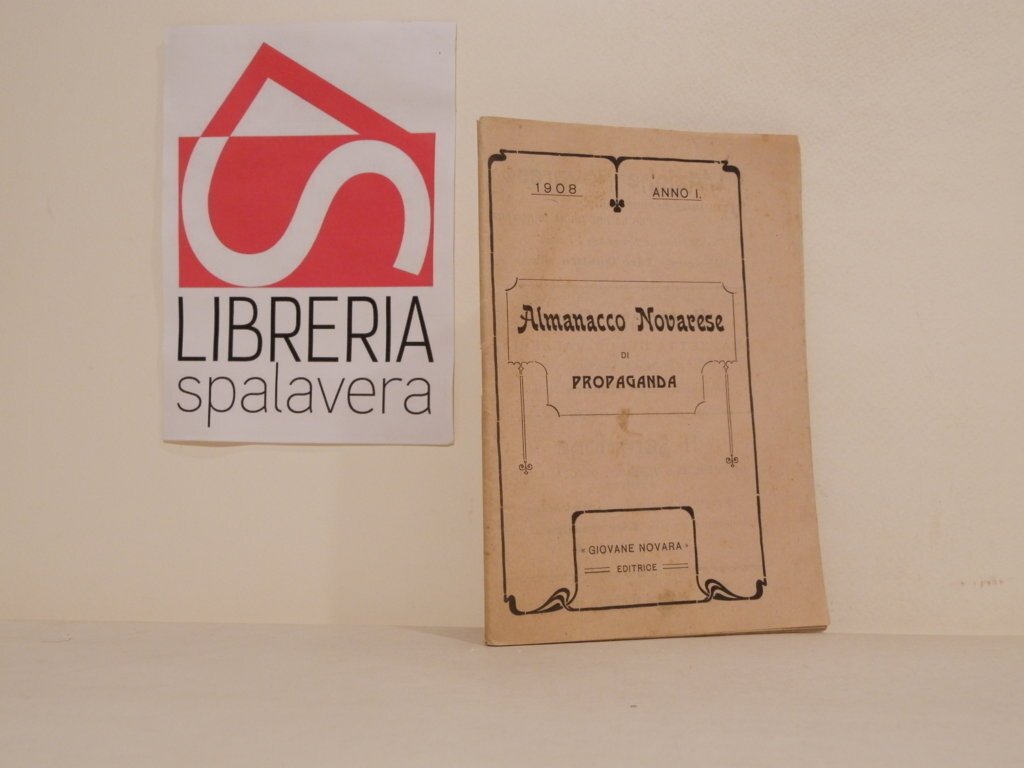 LIBRERIA
spalavera
1908 ANNO I.
Almanacco Novarese
DI
PROPAGANDA
« GIOVANE NOVARA »
EDITRICE